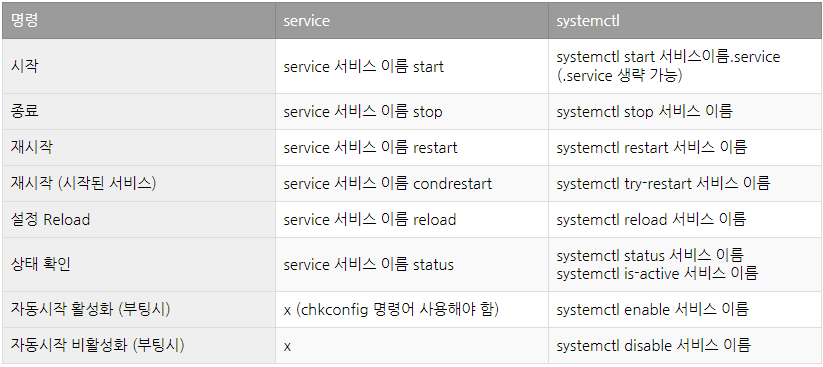 명령 service systemctl
시작 service 서비스 이름 start systemctl start 서비스이름.service
(.service 생략 가능)
종료 service 서비스 이름 stop systemctl stop 서비스 이름
재시작 service 서비스 이름 restart systemctl restart 서비스 이름
재시작 (시작된 서비스) service 서비스 이름 condrestart systemctl try-restart 서비스 이름
설정 Reload service 서비스 이름 reload systemctl reload 서비스 이름
상태 확인 service 서비스 이름 status systemctl status 서비스 이름
systemctl is-active 서비스 이름
자동시작 활성화 (부팅시) x (chkconfig 명령어 사용해야 함) systemctl enable 서비스 이름
자동시작 비활성화 (부팅시) x systemctl disable 서비스 이름